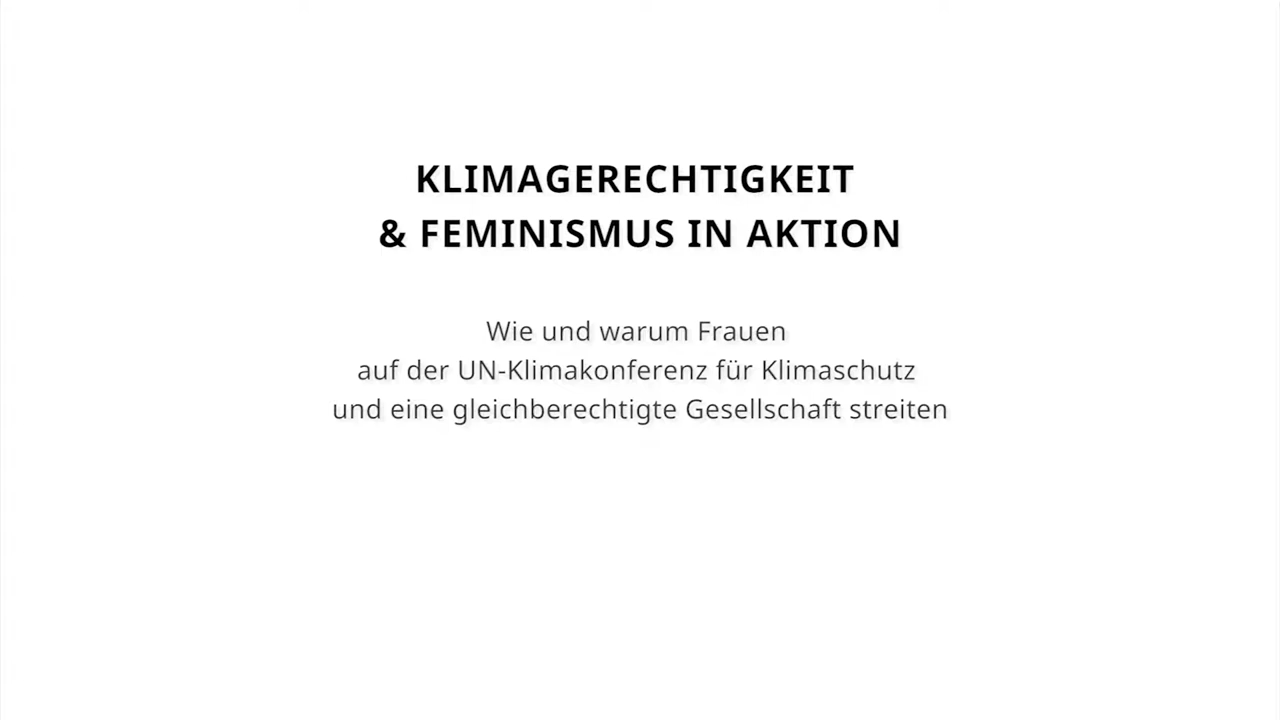 KLIMAGERECHTIGKEIT
& FEMINISMUS IN AKTION
Wie und warum Frauen
auf der UN-Klimakonferenz für Klimaschutz
und eine gleichberechtigte Gesellschaft streiten